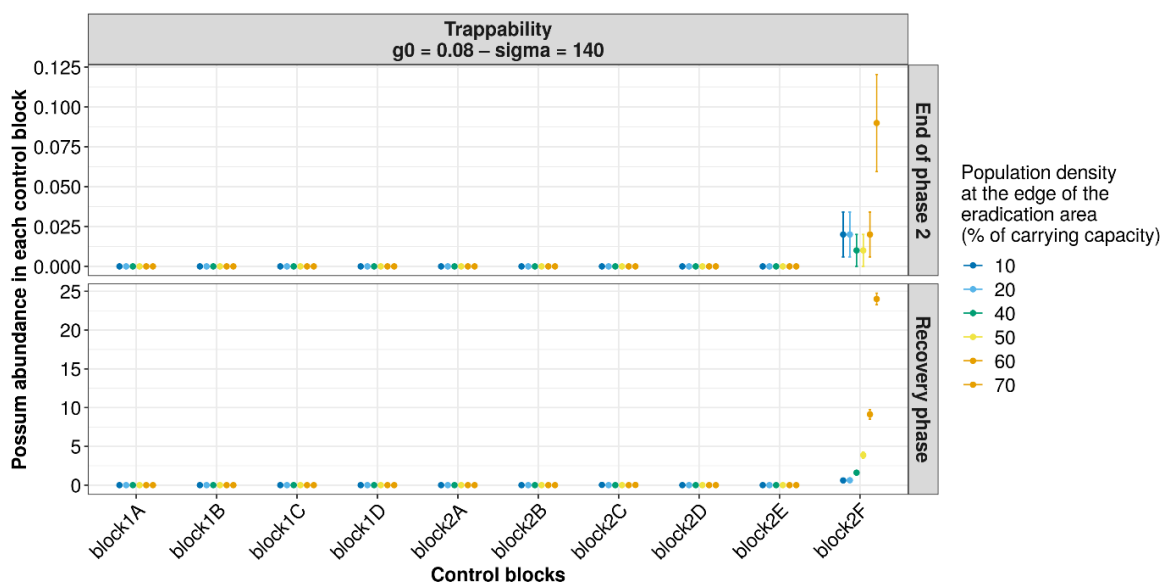 Trappability
g0 = 0.08 – sigma = 140
Possum abundance in each control block
0.125
0.100
0.075
0.050
0.025
0.000
End of phase 2
25
20
15
10
5
0
Recovery phase
block1A
block1B
block1C
block1D
block2A
block2B
block2C
block2D
block2E
block2F
Control blocks
Population density
at the edge of the
eradication area
(% of carrying capacity)
10
20
40
50
60
70